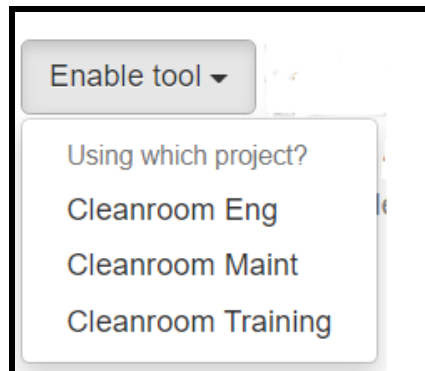 Enable tool
Using which project?
Cleanroom Eng
Cleanroom Maint
Cleanroom Training